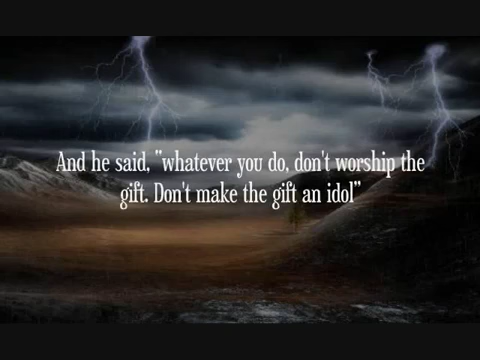 And he said, "whatever you do, don't worship the
gift. Don't make the gift an idol"